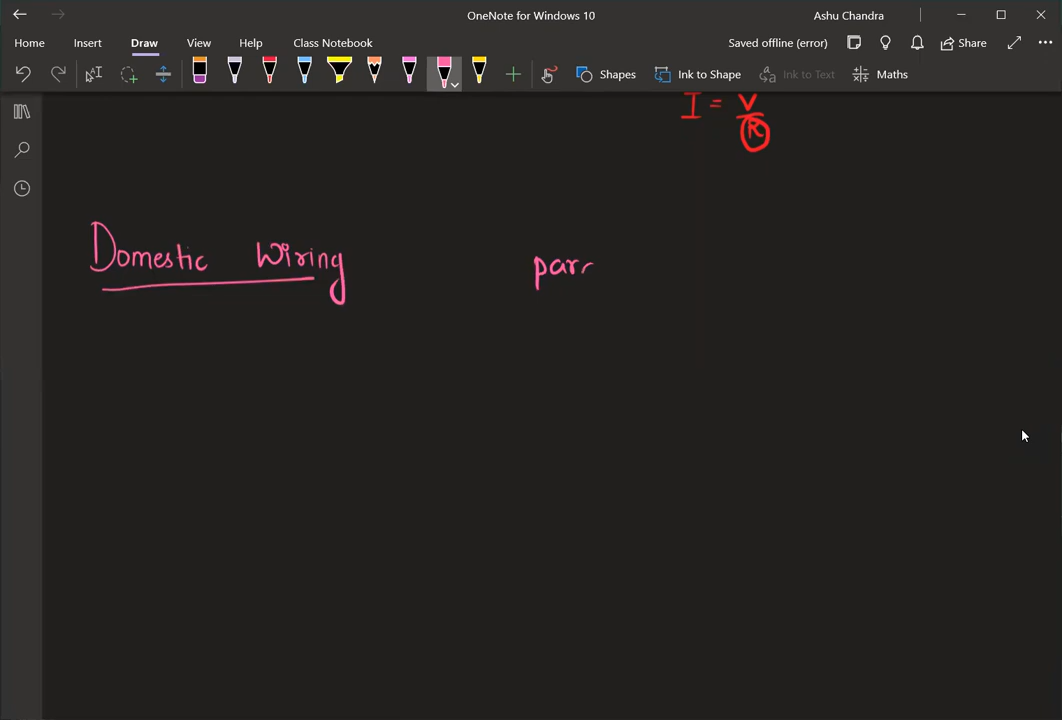 OneNote for Windows 10
Ashu Chandra
Home Insert Draw View Help Class Notebook
Saved offline (error)
Share
Shapes
Ink to Shape
Ink to Text
Maths
I = V
R
Domestic Wiring
parr